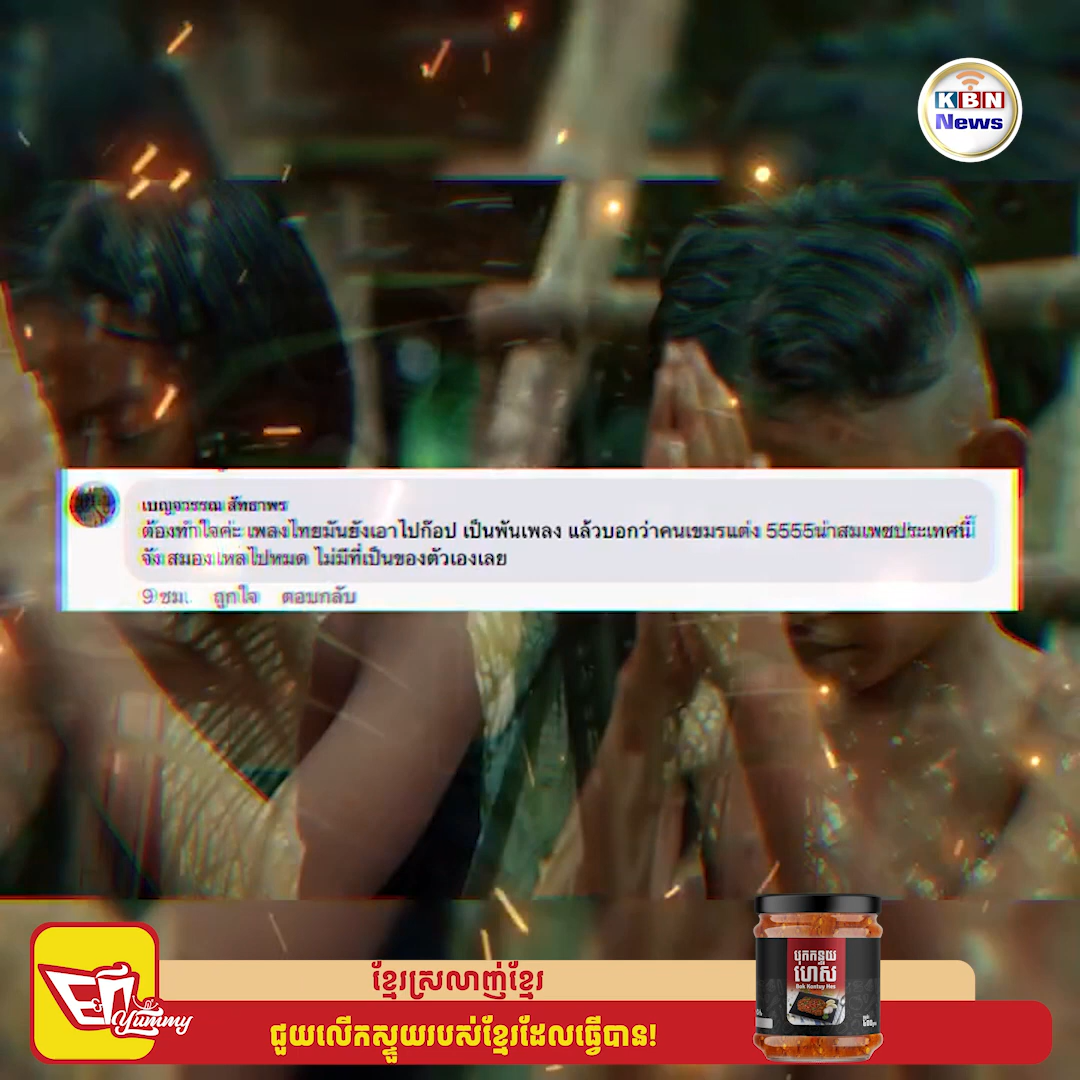 KBN
News
เบญจวรรณ สัทธาพร
ต้องทำใจค่ะ เพลงไทยมันยังเอาไปก๊อป เป็นพันเพลง แล้วบอกว่าคนเขมรแต่ง 5555น่าสมเพชประเทศนี้
จัง สมองไหลไปหมด ไม่มีที่เป็นของตัวเองเลย
9 ชม. ถูกใจ ตอบกลับ
ខ្មែរស្រលាញ់ខ្មែរ
ជួយលើកស្ទួយរបស់ខ្មែរដែលធ្វើបាន!
Yummy
បុកកន្ទុយ
ហែស
Bok Kantuy Hes